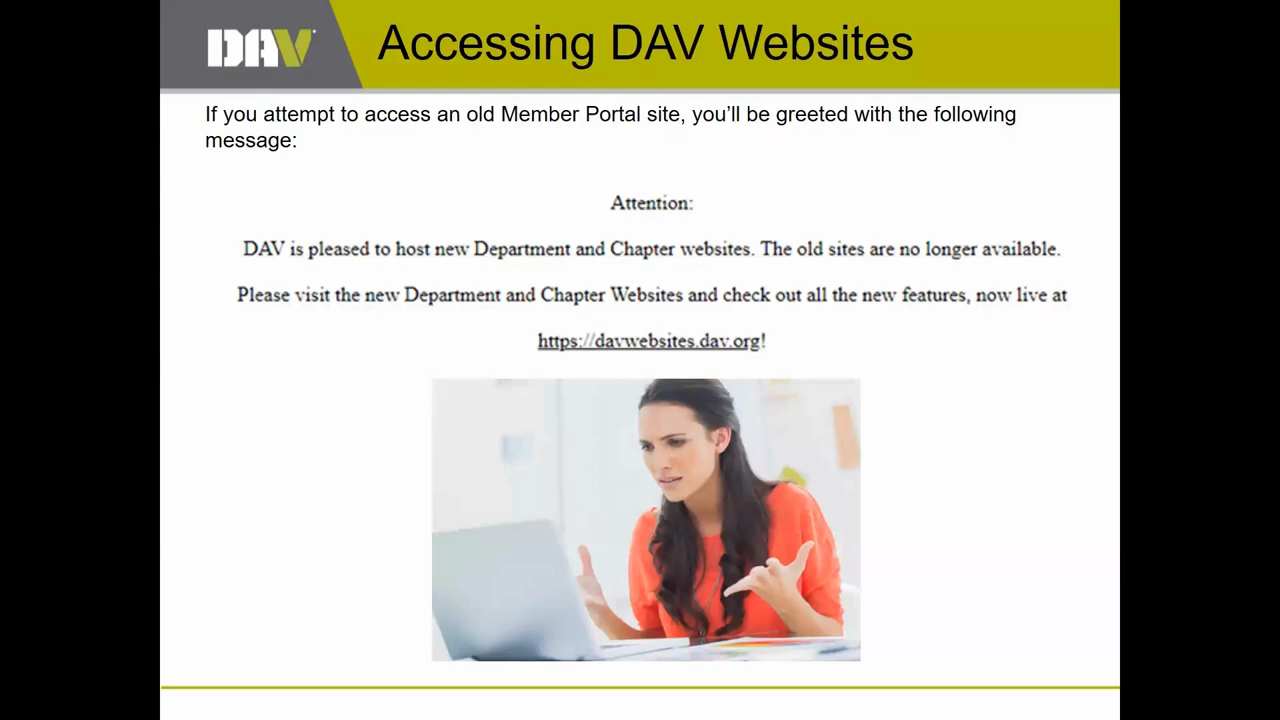 DAV
Accessing DAV Websites
If you attempt to access an old Member Portal site, you’ll be greeted with the following
message:
Attention:
DAV is pleased to host new Department and Chapter websites. The old sites are no longer available.
Please visit the new Department and Chapter Websites and check out all the new features, now live at
https://davwebsites.dav.org!